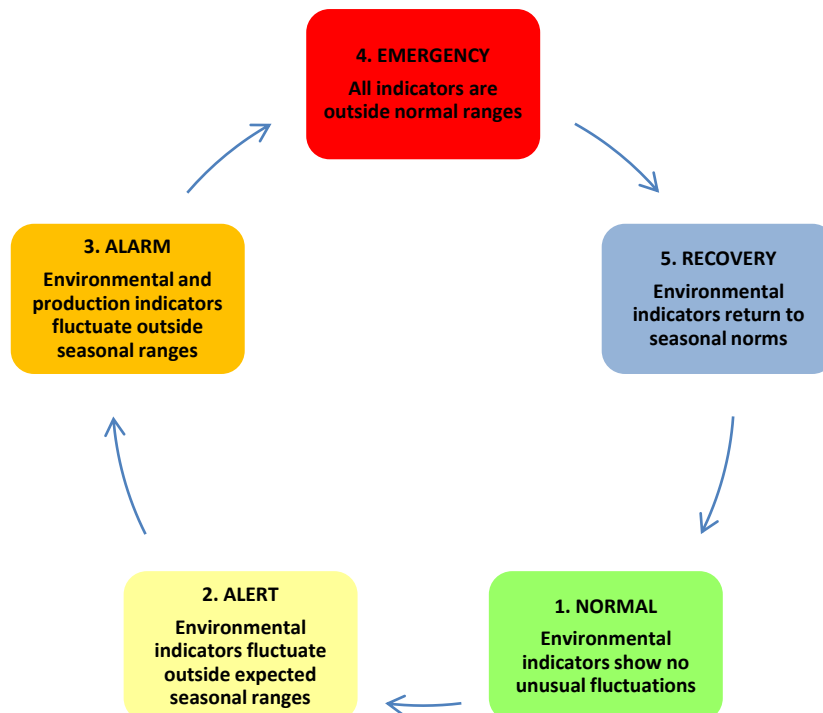 4. EMERGENCY
All indicators are
outside normal ranges
3. ALARM
Environmental and
production indicators
fluctuate outside
seasonal ranges
5. RECOVERY
Environmental
indicators return to
seasonal norms
2. ALERT
Environmental
indicators fluctuate
outside expected
seasonal ranges
1. NORMAL
Environmental
indicators show no
unusual fluctuations